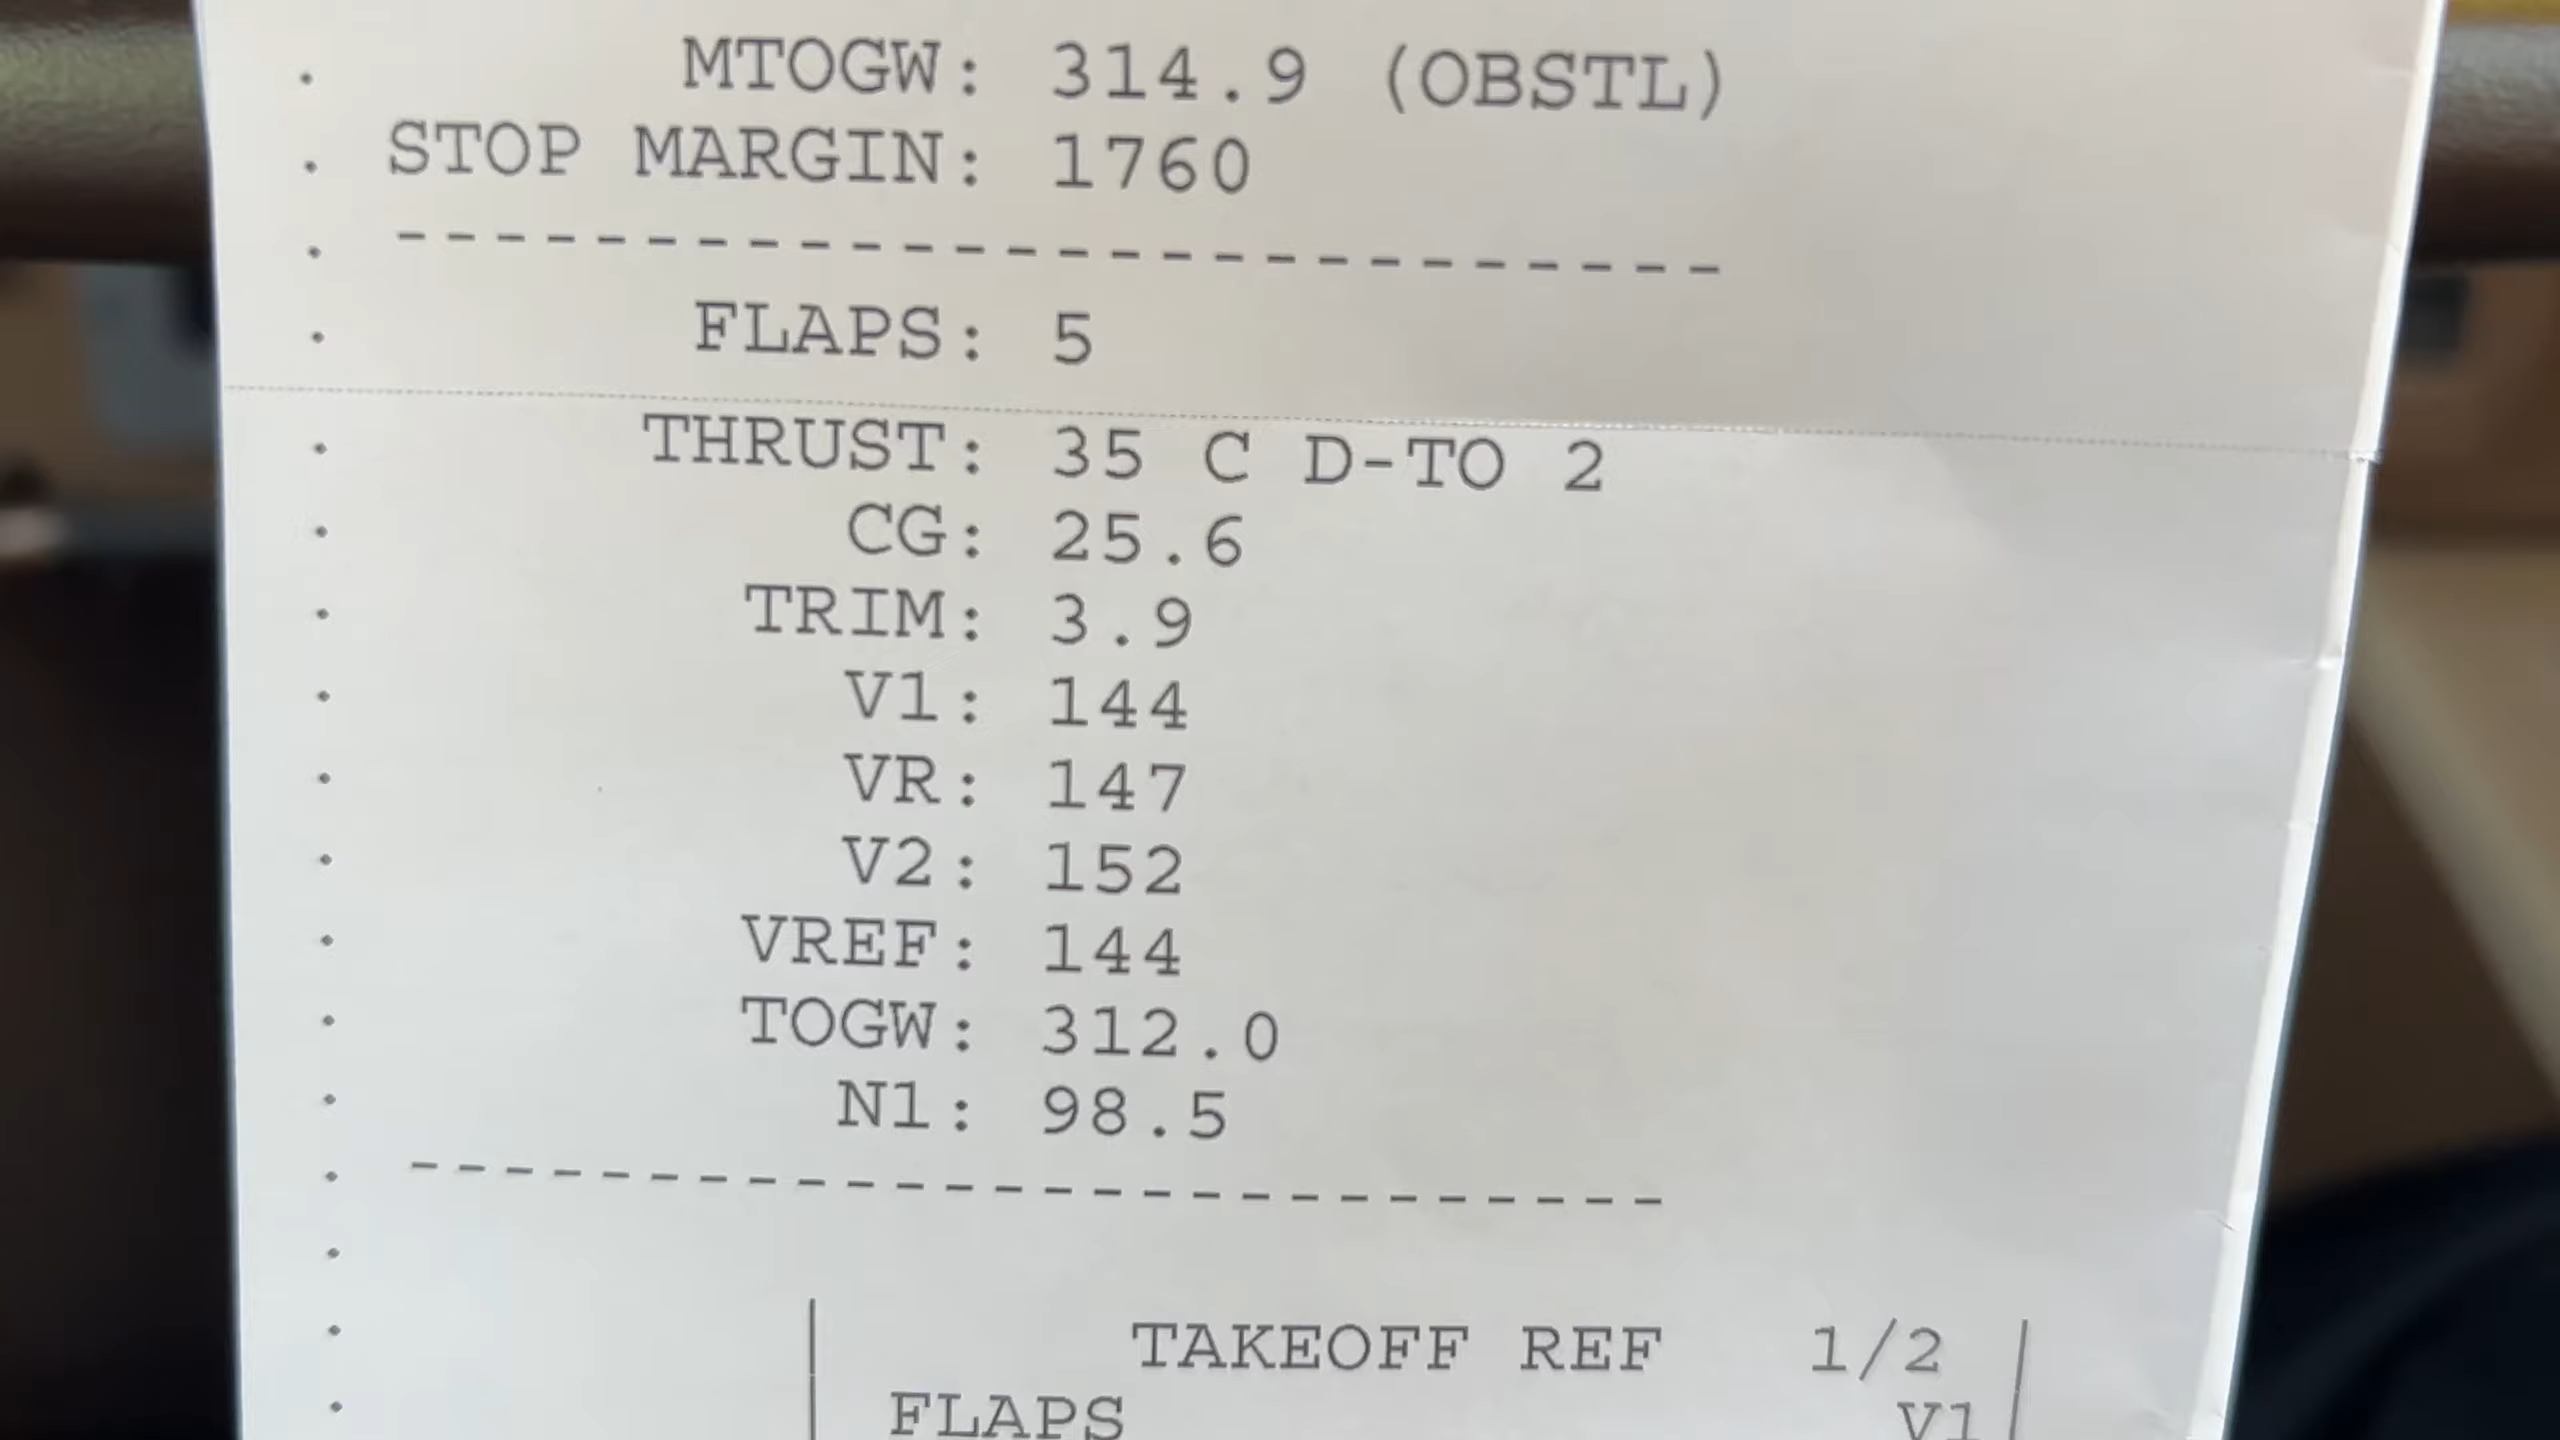 . MTOGW: 314.9 (OBSTL)
. STOP MARGIN: 1760
. --------------------------
. FLAPS: 5
. THRUST: 35 C D-TO 2
. CG: 25.6
. TRIM: 3.9
. V1: 144
. VR: 147
. V2: 152
. VREF: 144
. TOGW: 312.0
. N1: 98.5
. --------------------------
.
. | TAKEOFF REF 1/2 |
. | FLAPS V1 |